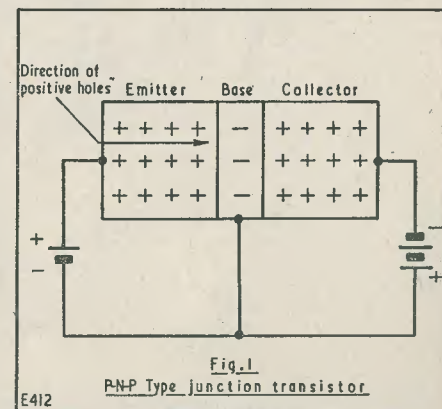 Direction of
positive holes
Emitter Base Collector
+ + + + − + + + +
+ + + + − + + + +
+ + + + − + + + +
+ −
− +
Fig.1
P-N-P Type junction transistor
E412